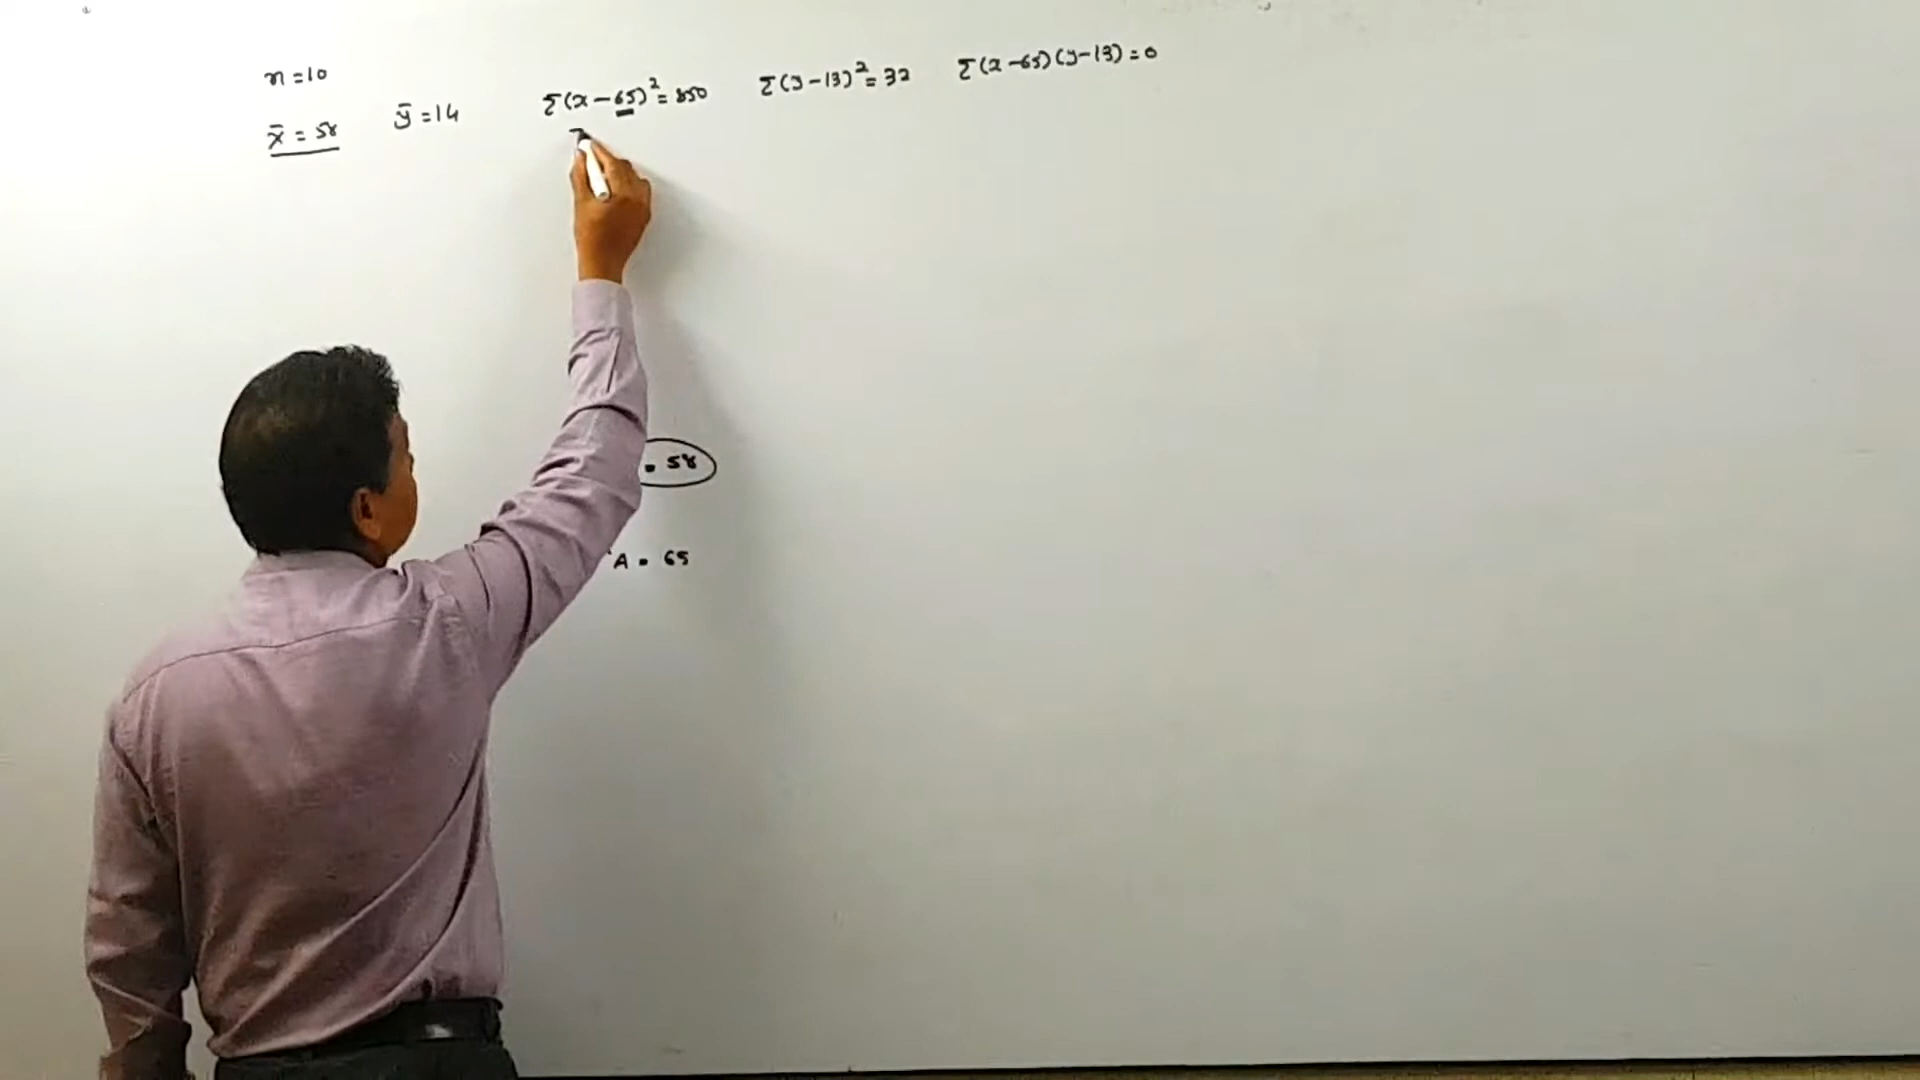 n = 10
x̄ = 58 ȳ = 14 Σ(x – 65)² = 850 Σ(y – 13)² = 32 Σ(x – 65)(y – 13) = 0
= 58
A = 65